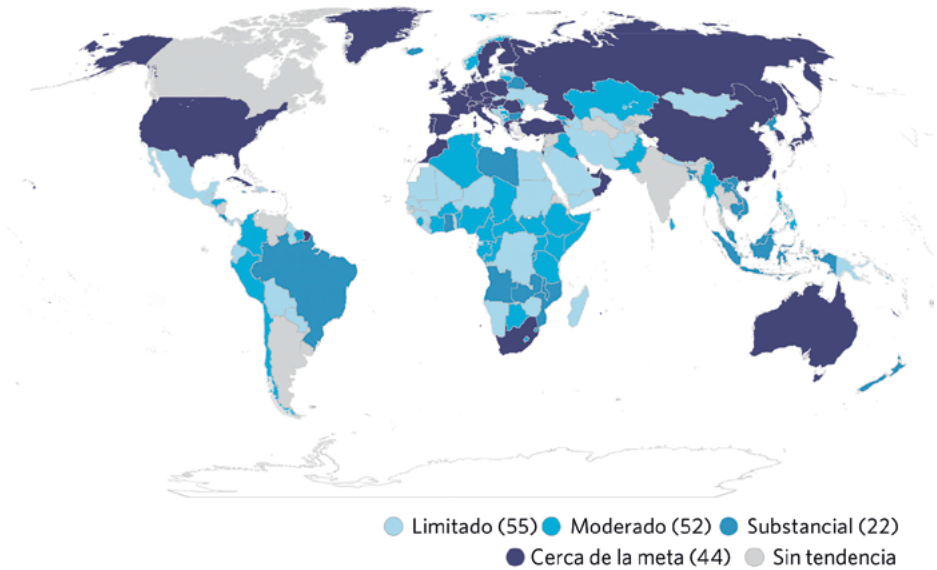 Limitado (55) Moderado (52) Substancial (22)
Cerca de la meta (44) Sin tendencia